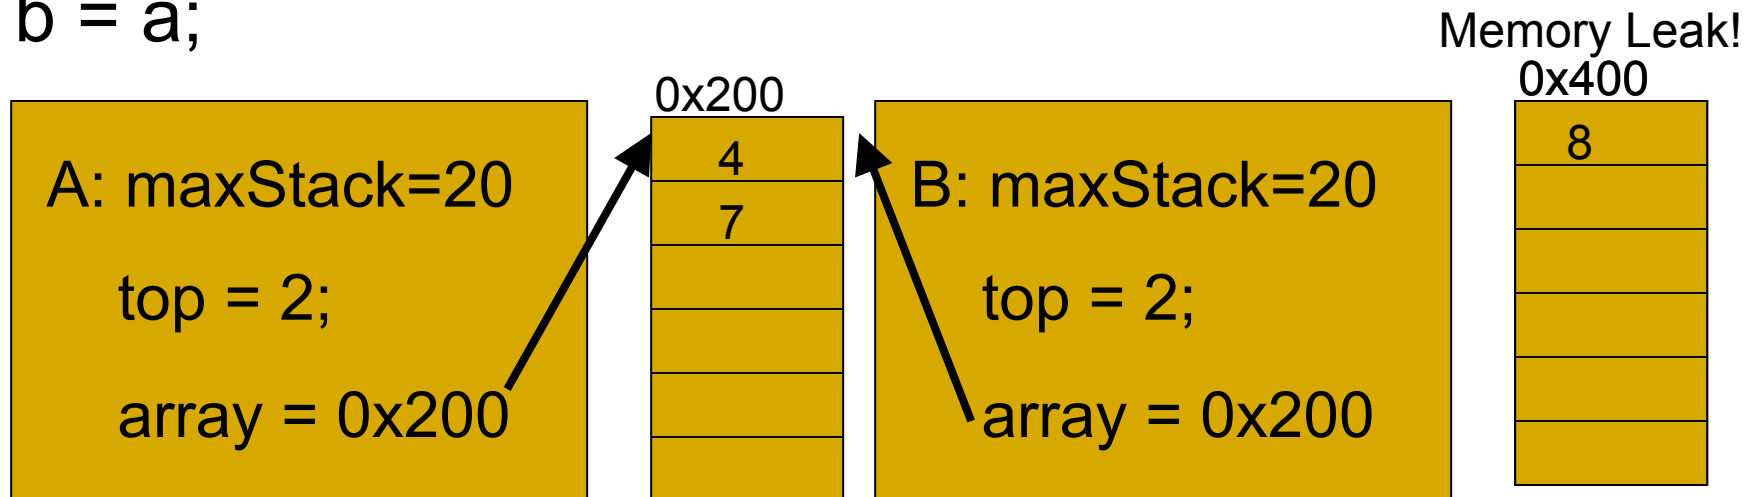 b = a;
Memory Leak!
0x400
0x200
A: maxStack=20
top = 2;
array = 0x200
4
7
B: maxStack=20
top = 2;
array = 0x200
8